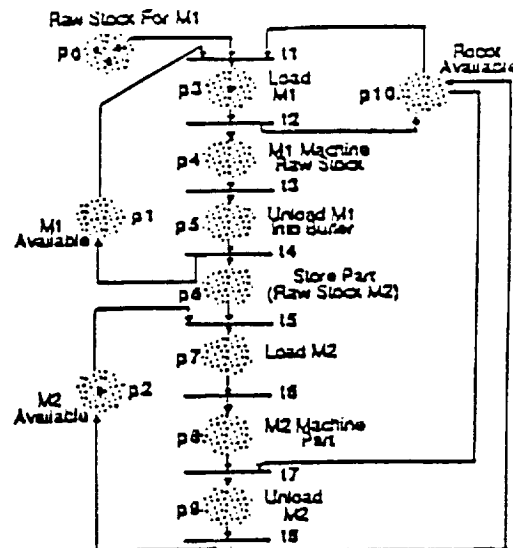 Raw Stock For M1
p0
t1
Robot
Available
p3
Load
M1
p10
t2
p4
M1 Machine
Raw Stock
t3
M1
Available
p1
p5
Unload M1
Into Buffer
t4
p6
Store Part
(Raw Stock M2)
t5
p7
Load M2
M2
Available
p2
t6
p8
M2 Machine
Part
t7
p9
Unload
M2
t8